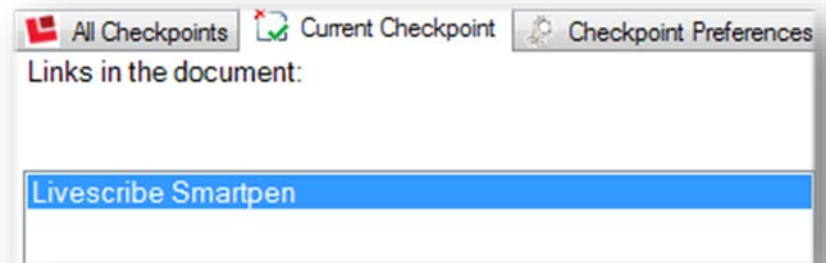 All Checkpoints Current Checkpoint Checkpoint Preferences
Links in the document:
Livescribe Smartpen